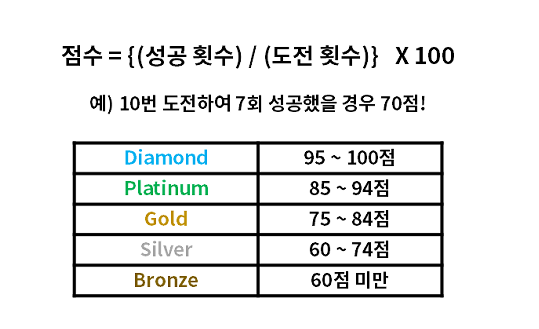 점수 = {(성공 횟수) / (도전 횟수)} X 100
예) 10번 도전하여 7회 성공했을 경우 70점!
Diamond 95 ~ 100점
Platinum 85 ~ 94점
Gold 75 ~ 84점
Silver 60 ~ 74점
Bronze 60점 미만